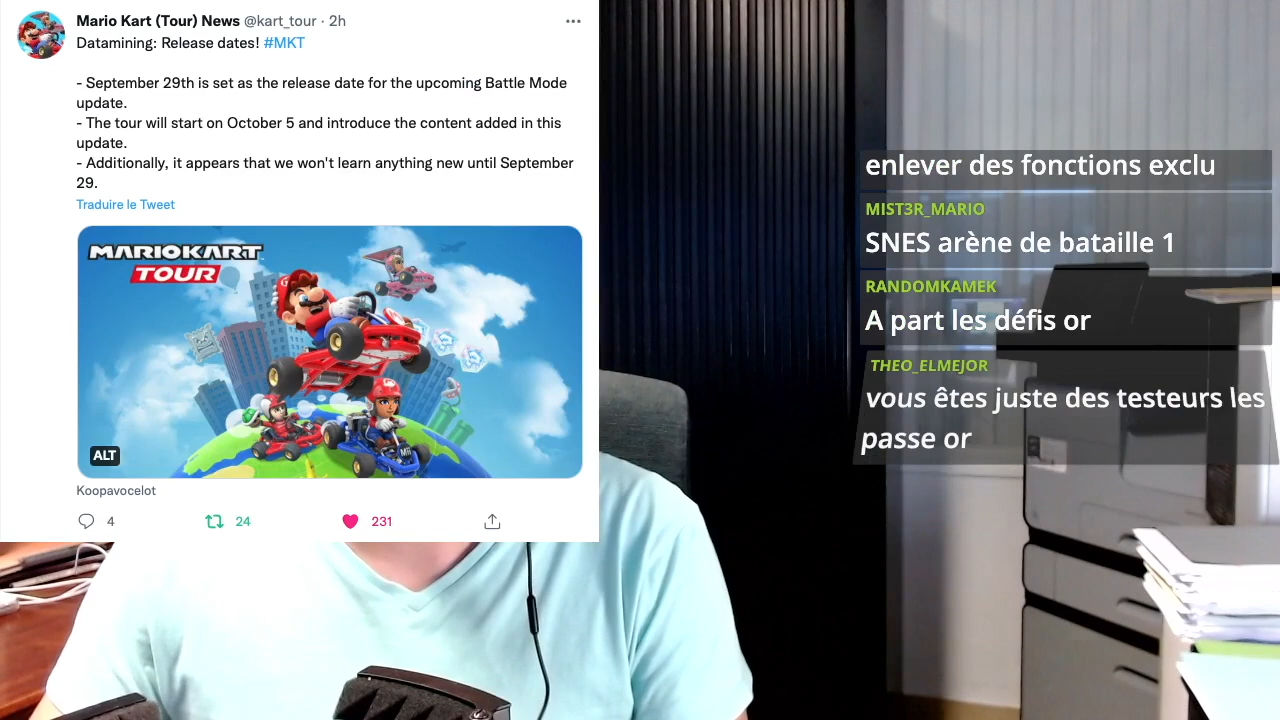 Mario Kart (Tour) News @kart_tour · 2h
Datamining: Release dates! #MKT
- September 29th is set as the release date for the upcoming Battle Mode
update.
- The tour will start on October 5 and introduce the content added in this
update.
- Additionally, it appears that we won't learn anything new until September
29.
Traduire le Tweet
MARIOKART
TOUR
ALT
Koopavocelot
4 24 231
enlever des fonctions exclu
MIST3R_MARIO
SNES arène de bataille 1
RANDOMKAMEK
A part les défis or
THEO_ELMEJOR
vous êtes juste des testeurs les
passe or